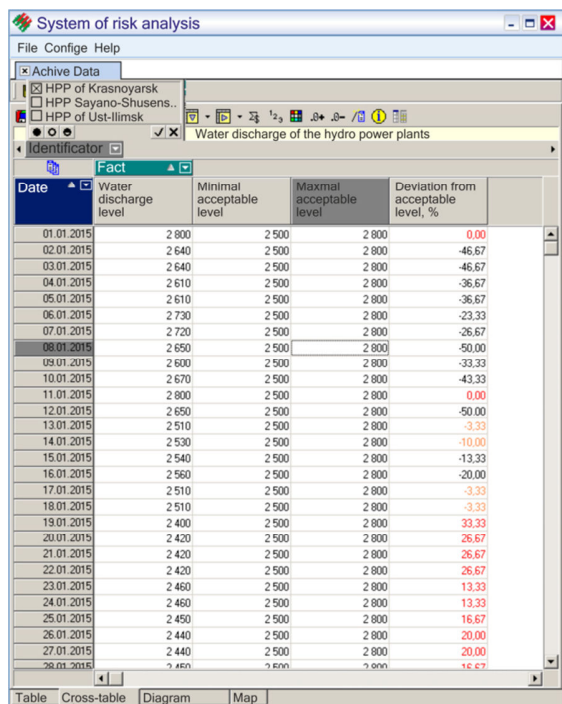 System of risk analysis
File Confige Help
Achive Data
HPP of Krasnoyarsk
HPP Sayano-Shusens..
HPP of Ust-Ilimsk
Water discharge of the hydro power plants
Identificator
Fact
Date Water discharge level Minimal acceptable level Maxmal acceptable level Deviation from acceptable level, %
01.01.2015 2 800 2 500 2 800 0,00
02.01.2015 2 640 2 500 2 800 -46,67
03.01.2015 2 640 2 500 2 800 -46,67
04.01.2015 2 610 2 500 2 800 -36,67
05.01.2015 2 610 2 500 2 800 -36,67
06.01.2015 2 730 2 500 2 800 -23,33
07.01.2015 2 720 2 500 2 800 -26,67
08.01.2015 2 650 2 500 2 800 -50,00
09.01.2015 2 600 2 500 2 800 -33,33
10.01.2015 2 670 2 500 2 800 -43,33
11.01.2015 2 800 2 500 2 800 0,00
12.01.2015 2 650 2 500 2 800 -50.00
13.01.2015 2 510 2 500 2 800 -3,33
14.01.2015 2 530 2 500 2 800 -10,00
15.01.2015 2 540 2 500 2 800 -13,33
16.01.2015 2 560 2 500 2 800 -20,00
17.01.2015 2 510 2 500 2 800 -3,33
18.01.2015 2 510 2 500 2 800 -3,33
19.01.2015 2 400 2 500 2 800 33,33
20.01.2015 2 420 2 500 2 800 26,67
21.01.2015 2 420 2 500 2 800 26,67
22.01.2015 2 420 2 500 2 800 26,67
23.01.2015 2 460 2 500 2 800 13,33
24.01.2015 2 460 2 500 2 800 13,33
25.01.2015 2 450 2 500 2 800 16,67
26.01.2015 2 440 2 500 2 800 20,00
27.01.2015 2 440 2 500 2 800 20,00
28.01.2015 2 450 2 500 2 800 16,67
Table Cross-table Diagram Map